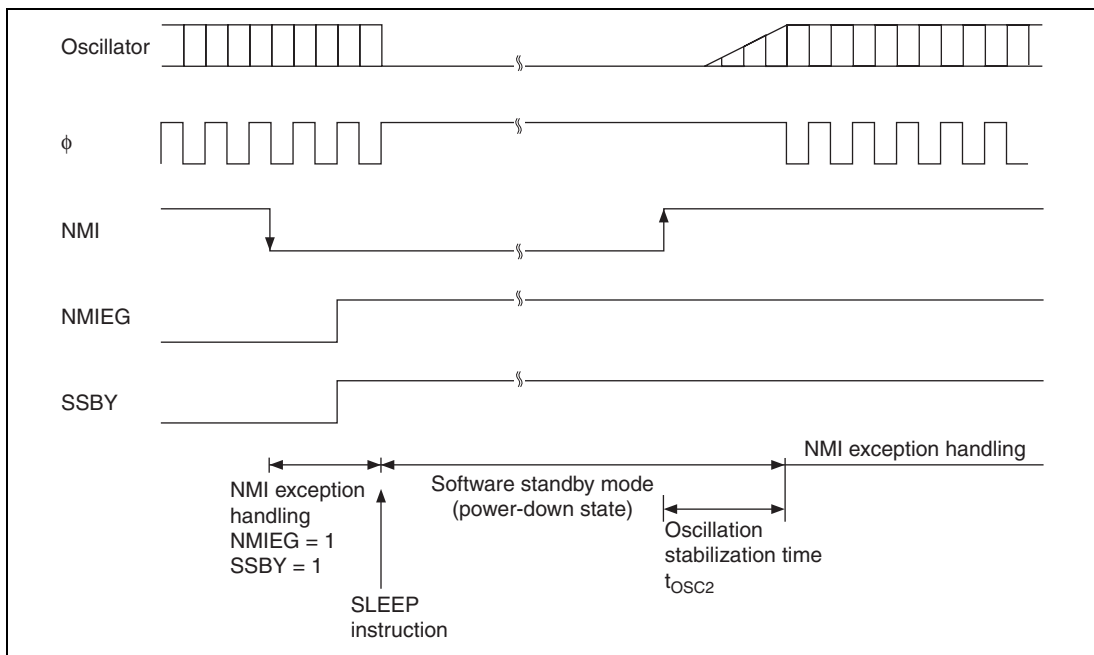 Oscillator
φ
NMI
NMIEG
SSBY
NMI exception
handling
NMIEG = 1
SSBY = 1
SLEEP
instruction
Software standby mode
(power-down state)
Oscillation
stabilization time
tOSC2
NMI exception handling